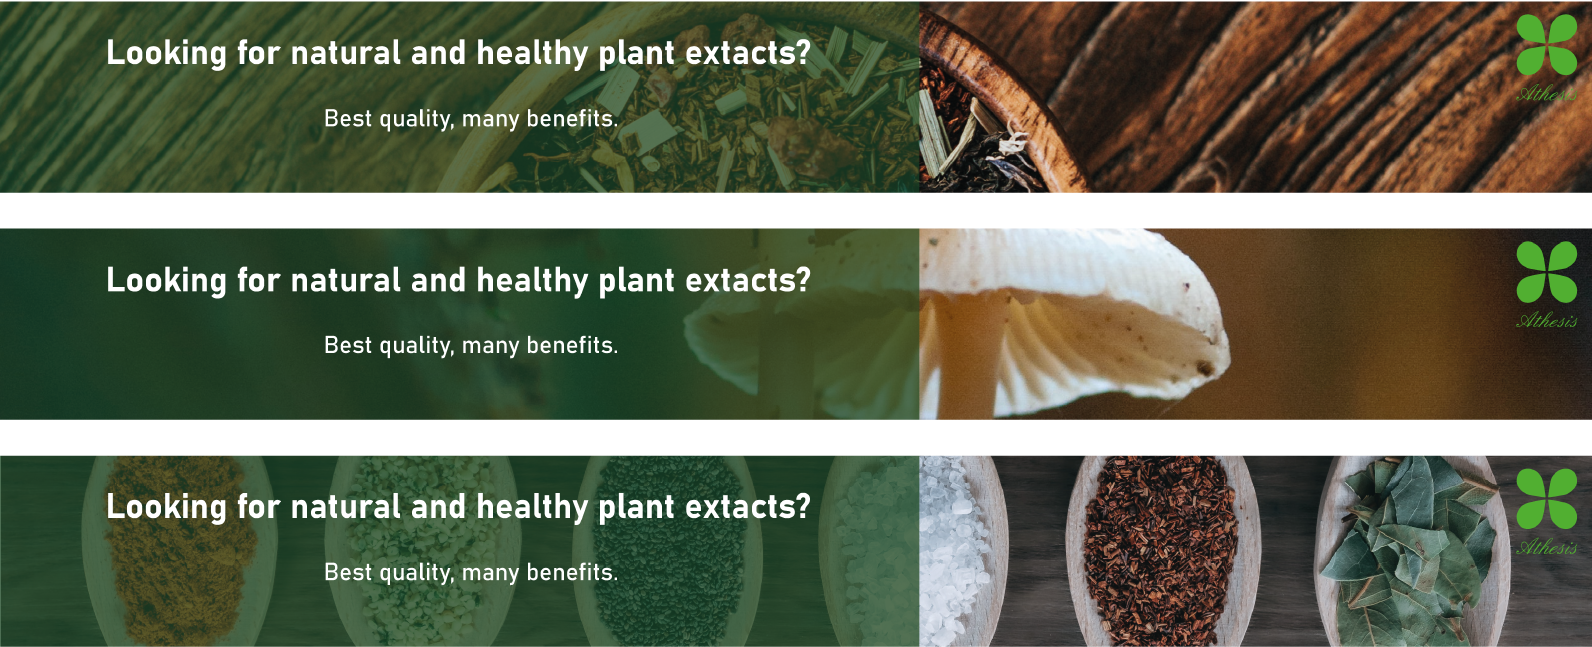 Looking for natural and healthy plant extacts?
Best quality, many benefits.
Athesis
Looking for natural and healthy plant extacts?
Best quality, many benefits.
Athesis
Looking for natural and healthy plant extacts?
Best quality, many benefits.
Athesis